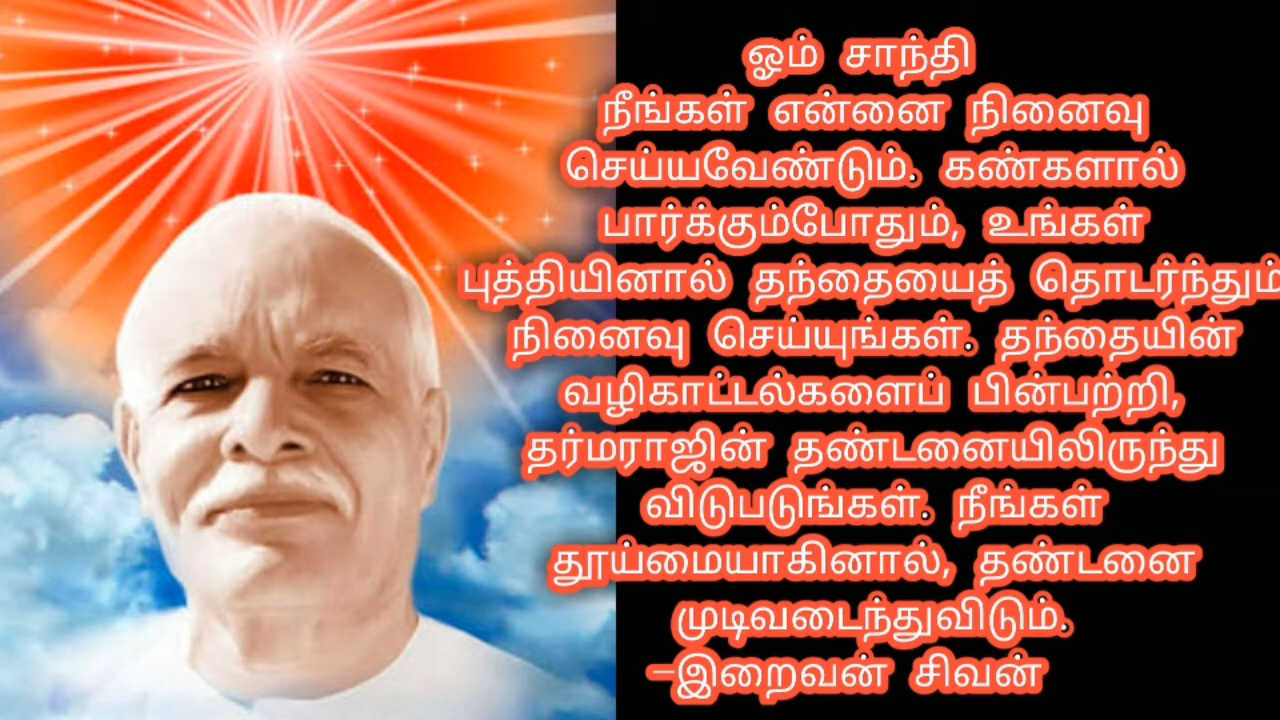 ஓம் சாந்தி
நீங்கள் என்னை நினைவு
செய்யவேண்டும். கண்களால்
பார்க்கும்போதும், உங்கள்
புத்தியினால் தந்தையைத் தொடர்ந்தும்
நினைவு செய்யுங்கள். தந்தையின்
வழிகாட்டல்களைப் பின்பற்றி,
தர்மராஜின் தண்டனையிலிருந்து
விடுபடுங்கள். நீங்கள்
தூய்மையாகினால், தண்டனை
முடிவடைந்துவிடும்.
-இறைவன் சிவன்